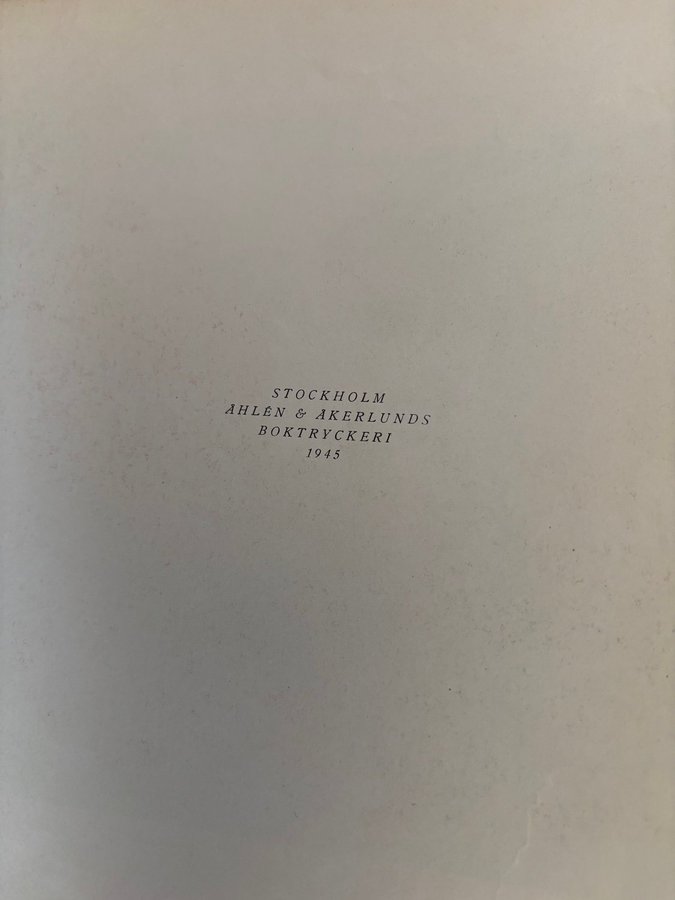 STOCKHOLM
ÅHLÉN & ÅKERLUNDS
BOKTRYCKERI
1945